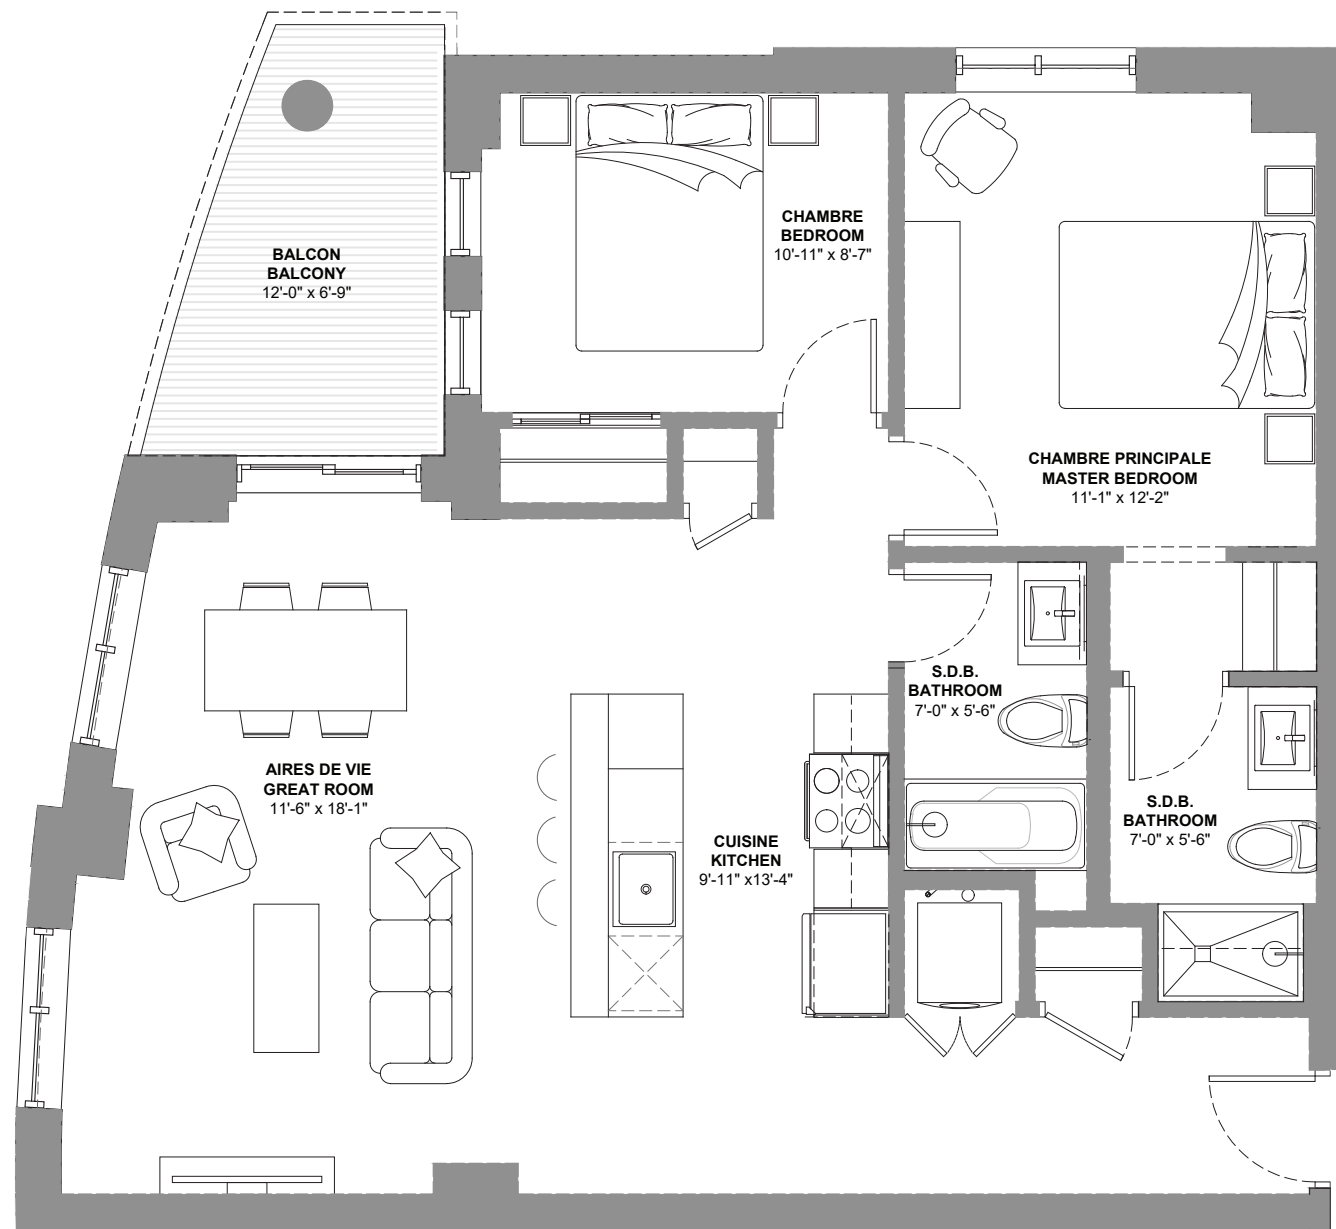 CHAMBRE
BEDROOM
10'-11" x 8'-7"
BALCON
BALCONY
12'-0" x 6'-9"
CHAMBRE PRINCIPALE
MASTER BEDROOM
11'-1" x 12'-2"
S.D.B.
BATHROOM
7'-0" x 5'-6"
AIRES DE VIE
GREAT ROOM
11'-6" x 18'-1"
S.D.B.
BATHROOM
7'-0" x 5'-6"
CUISINE
KITCHEN
9'-11" x13'-4"